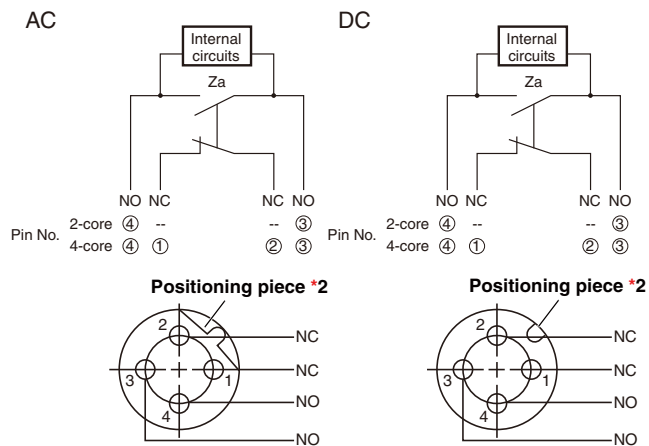 AC
DC
Internal circuits
Internal circuits
Za
Za
NO NC NC NO
NO NC NC NO
Pin No.
2-core ④ -- -- ③
4-core ④ ① ② ③
Pin No.
2-core ④ -- -- ③
4-core ④ ① ② ③
Positioning piece *2
Positioning piece *2
2
NC
3
1
NC
4
NO
NO
2
NC
3
1
NC
4
NO
NO